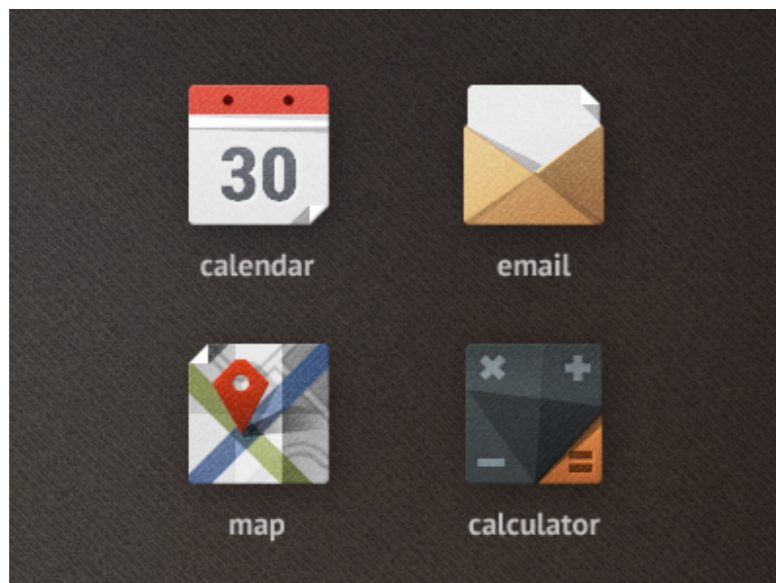 30
calendar
email
map
× +
−
=
calculator